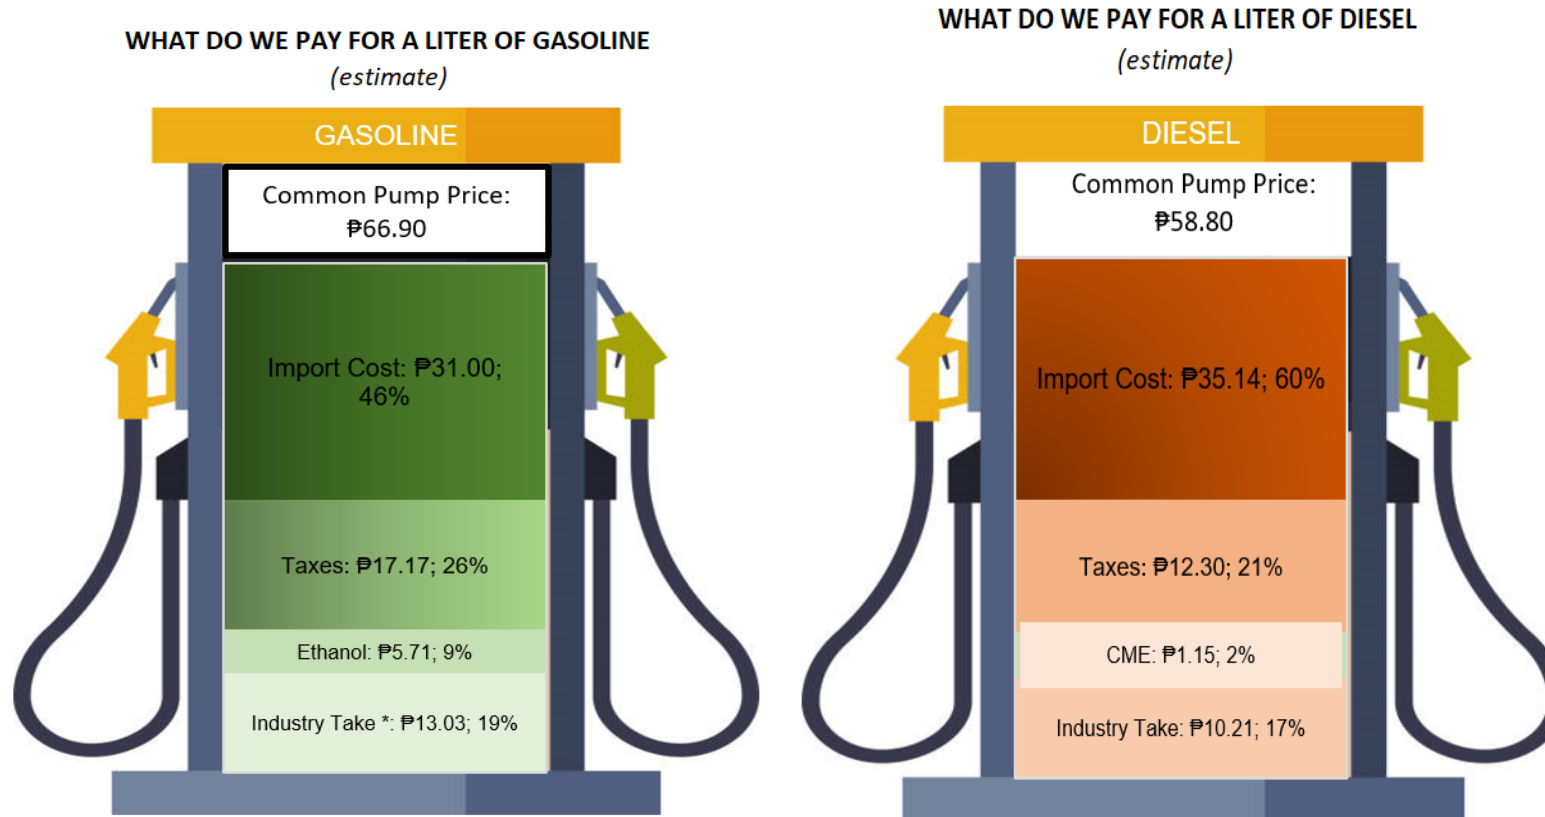 WHAT DO WE PAY FOR A LITER OF GASOLINE
(estimate)
GASOLINE
Common Pump Price:
₱66.90
Import Cost: ₱31.00;
46%
Taxes: ₱17.17; 26%
Ethanol: ₱5.71; 9%
Industry Take *: ₱13.03; 19%
WHAT DO WE PAY FOR A LITER OF DIESEL
(estimate)
DIESEL
Common Pump Price:
₱58.80
Import Cost: ₱35.14; 60%
Taxes: ₱12.30; 21%
CME: ₱1.15; 2%
Industry Take: ₱10.21; 17%